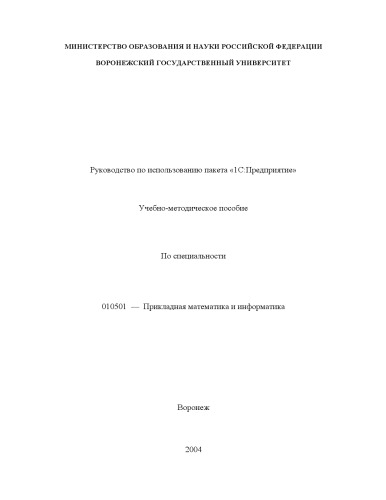 МИНИСТЕРСТВО ОБРАЗОВАНИЯ И НАУКИ РОССИЙСКОЙ ФЕДЕРАЦИИ
ВОРОНЕЖСКИЙ ГОСУДАРСТВЕННЫЙ УНИВЕРСИТЕТ
Руководство по использованию пакета «1С:Предприятие»
Учебно-методическое пособие
По специальности
010501 — Прикладная математика и информатика
Воронеж
2004